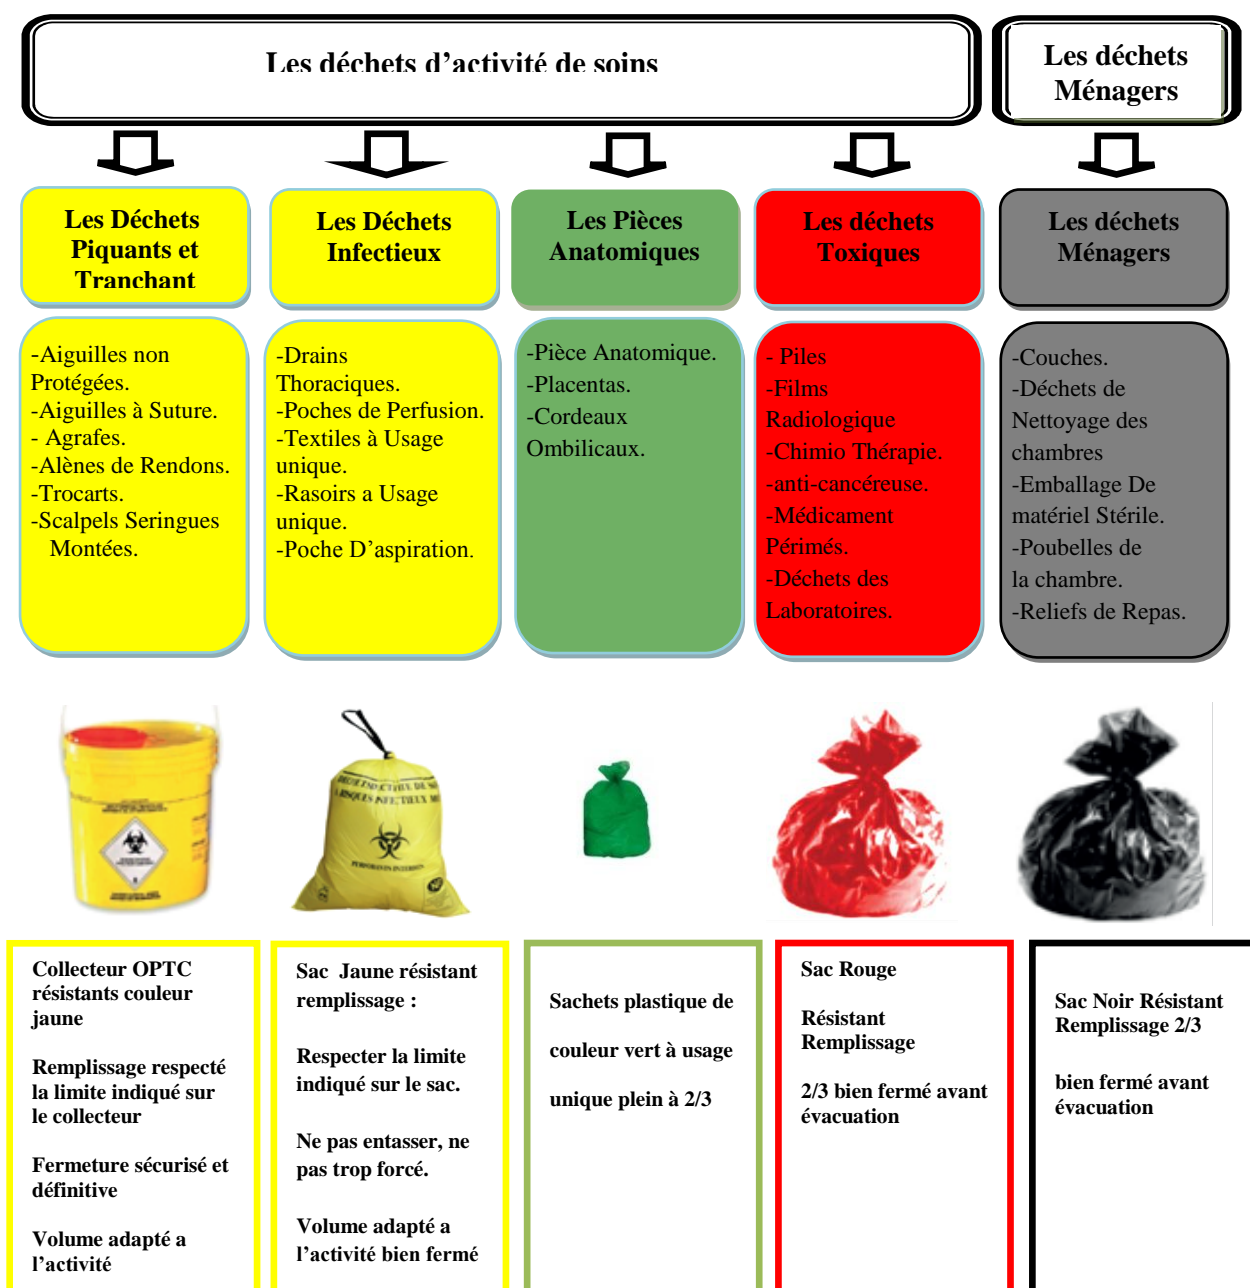 Les déchets d'activité de soins
Les déchets
Ménagers
Les Déchets
Piquants et
Tranchant
Les Déchets
Infectieux
Les Pièces
Anatomiques
Les déchets
Toxiques
Les déchets
Ménagers
-Aiguilles non
Protégées.
-Aiguilles à Suture.
- Agrafes.
-Alènes de Rendons.
-Trocarts.
-Scalpels Seringues
Montées.
-Drains
Thoraciques.
-Poches de Perfusion.
-Textiles à Usage
unique.
-Rasoirs a Usage
unique.
-Poche D'aspiration.
-Pièce Anatomique.
-Placentas.
-Cordeaux
Ombilicaux.
- Piles
-Films
Radiologique
-Chimio Thérapie.
-anti-cancéreuse.
-Médicament
Périmés.
-Déchets des
Laboratoires.
-Couches.
-Déchets de
Nettoyage des
chambres
-Emballage De
matériel Stérile.
-Poubelles de
la chambre.
-Reliefs de Repas.
PERFORANTS INTERDITS
Collecteur OPTC
résistants couleur
jaune
Remplissage respecté
la limite indiqué sur
le collecteur
Fermeture sécurisé et
définitive
Volume adapté a
l'activité
Sac Jaune résistant
remplissage :
Respecter la limite
indiqué sur le sac.
Ne pas entasser, ne
pas trop forcé.
Volume adapté a
l'activité bien fermé
Sachets plastique de
couleur vert à usage
unique plein à 2/3
Sac Rouge
Résistant
Remplissage
2/3 bien fermé avant
évacuation
Sac Noir Résistant
Remplissage 2/3
bien fermé avant
évacuation